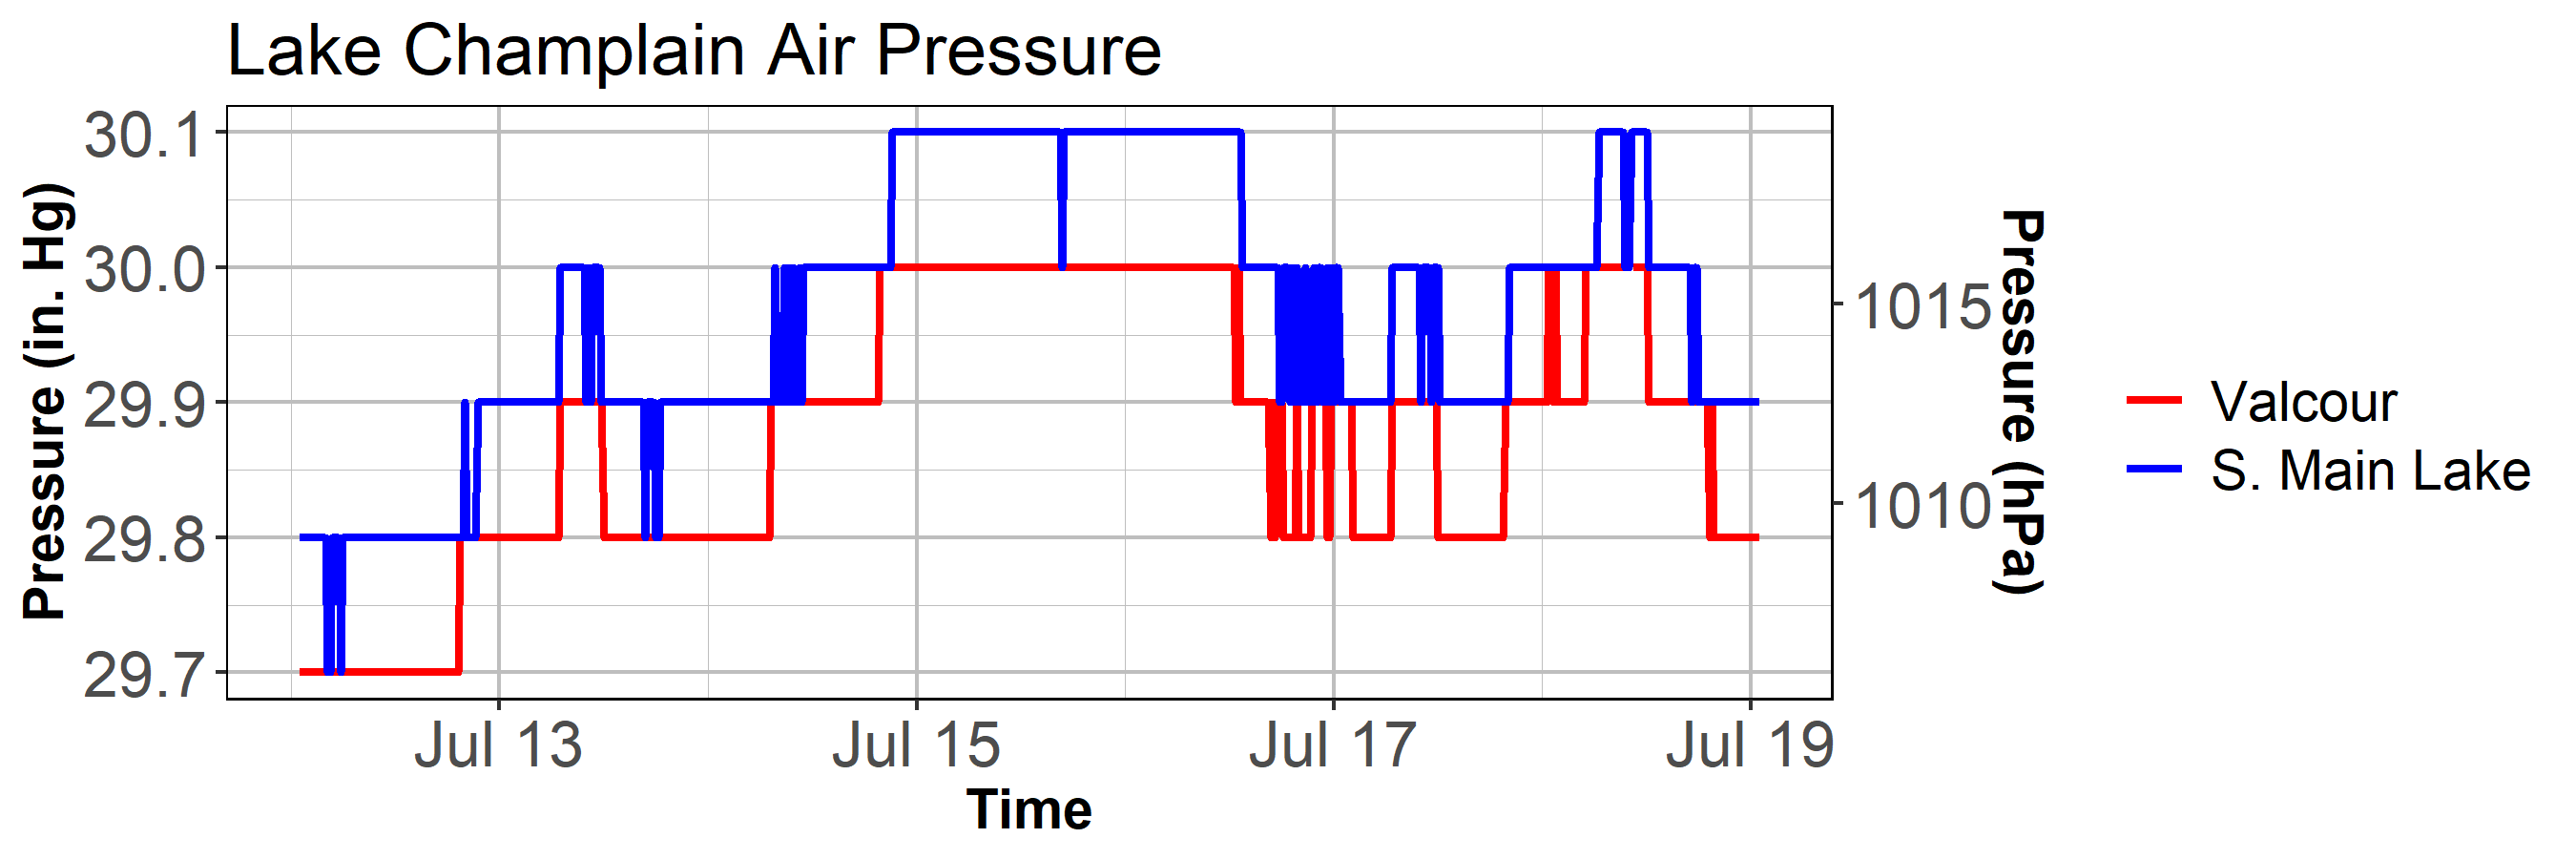 Lake Champlain Air Pressure
Pressure (in. Hg)
30.1
30.0
29.9
29.8
29.7
Jul 13
Jul 15
Jul 17
Jul 19
Time
1015
1010
Pressure (hPa)
Valcour
S. Main Lake